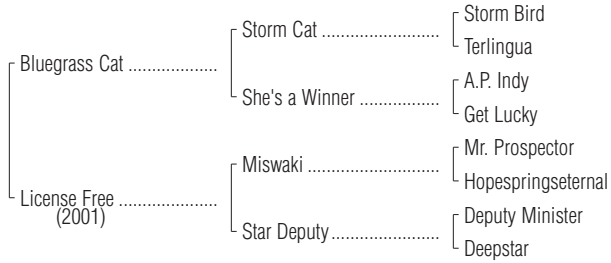 Storm Bird
Storm Cat ......................
Terlingua
Bluegrass Cat .................
A.P. Indy
She's a Winner ...............
Get Lucky
Mr. Prospector
Miswaki ........................
Hopespringseternal
License Free ...................
(2001)
Deputy Minister
Star Deputy....................
Deepstar